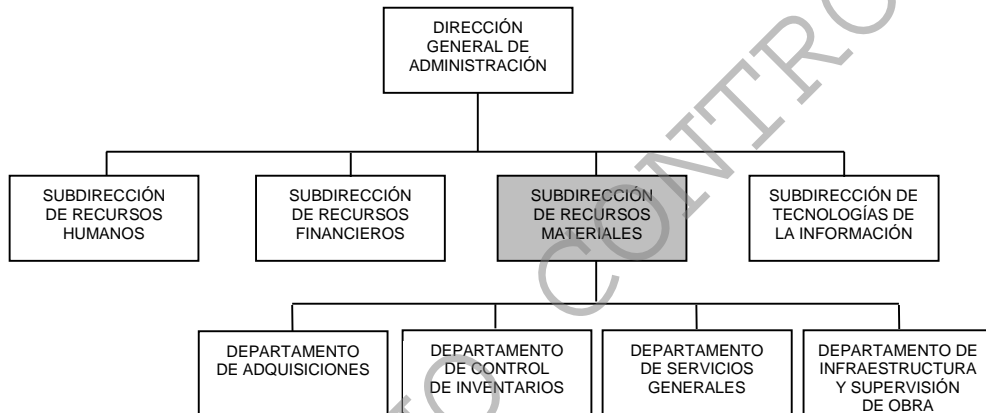 DIRECCIÓN
GENERAL DE
ADMINISTRACIÓN
SUBDIRECCIÓN
DE RECURSOS
HUMANOS
SUBDIRECCIÓN
DE RECURSOS
FINANCIEROS
SUBDIRECCIÓN
DE RECURSOS
MATERIALES
SUBDIRECCIÓN DE
TECNOLOGÍAS DE
LA INFORMACIÓN
DEPARTAMENTO
DE ADQUISICIONES
DEPARTAMENTO
DE CONTROL
DE INVENTARIOS
DEPARTAMENTO
DE SERVICIOS
GENERALES
DEPARTAMENTO DE
INFRAESTRUCTURA
Y SUPERVISIÓN
DE OBRA